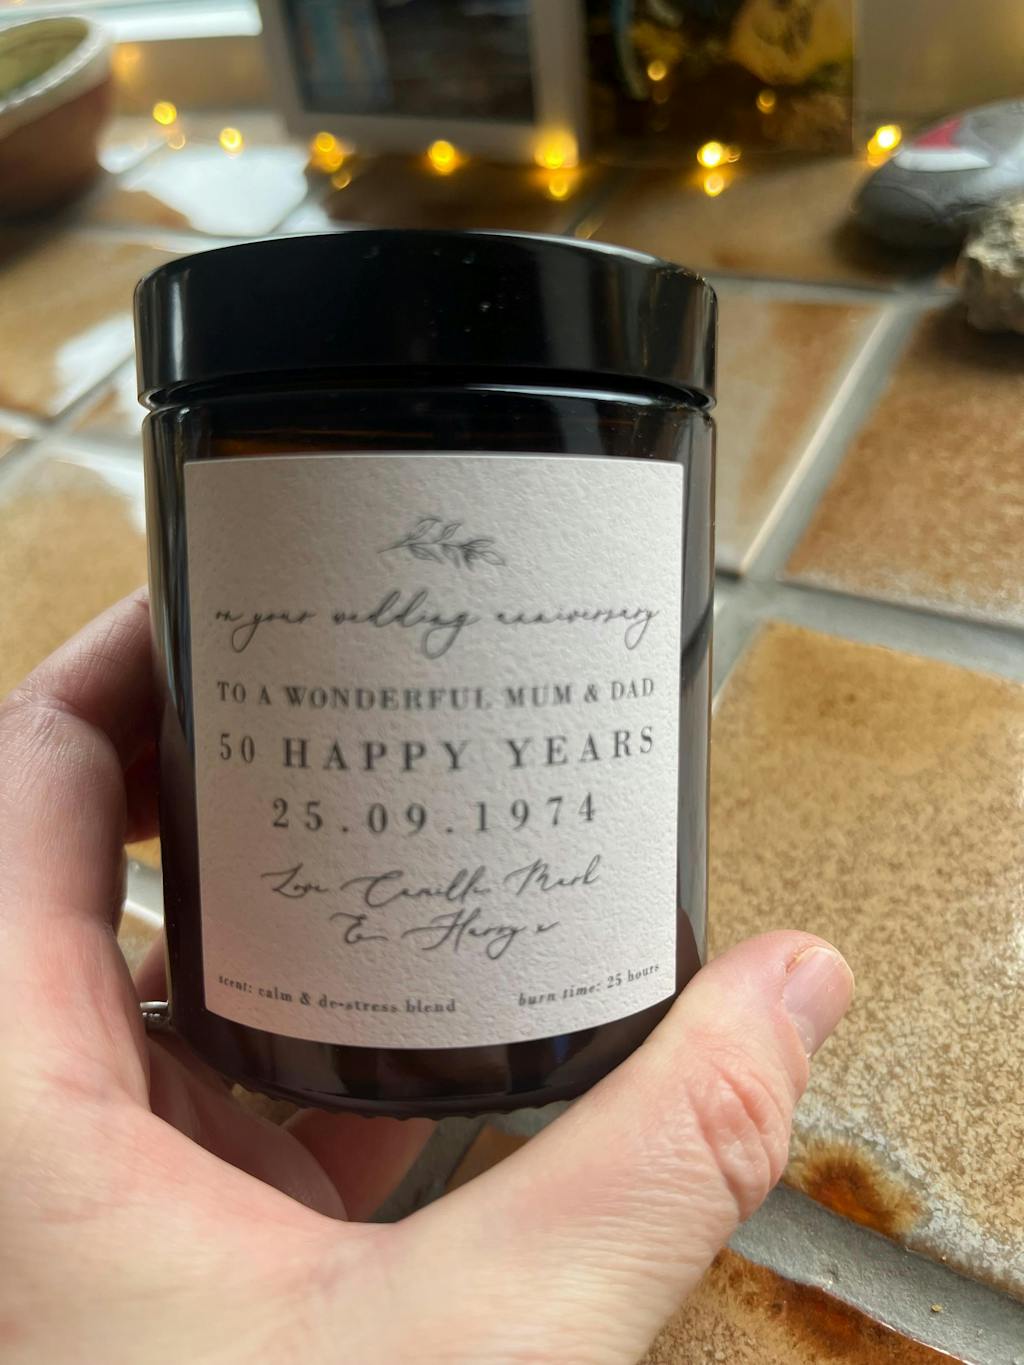 on your wedding anniversary
TO A WONDERFUL MUM & DAD
50 HAPPY YEARS
25.09.1974
Love Camilla, Mark
& Harry x
scent: calm & de-stress blend burn time: 25 hours